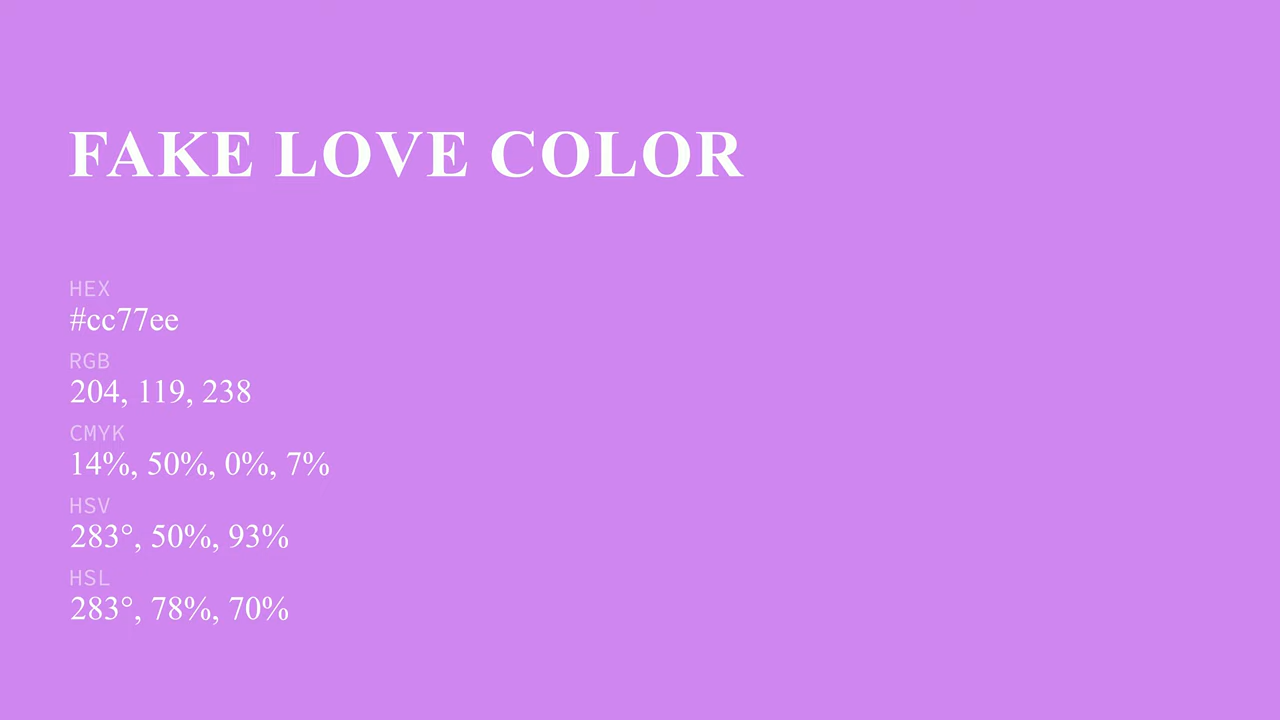 FAKE LOVE COLOR
HEX
#cc77ee
RGB
204, 119, 238
CMYK
14%, 50%, 0%, 7%
HSV
283°, 50%, 93%
HSL
283°, 78%, 70%